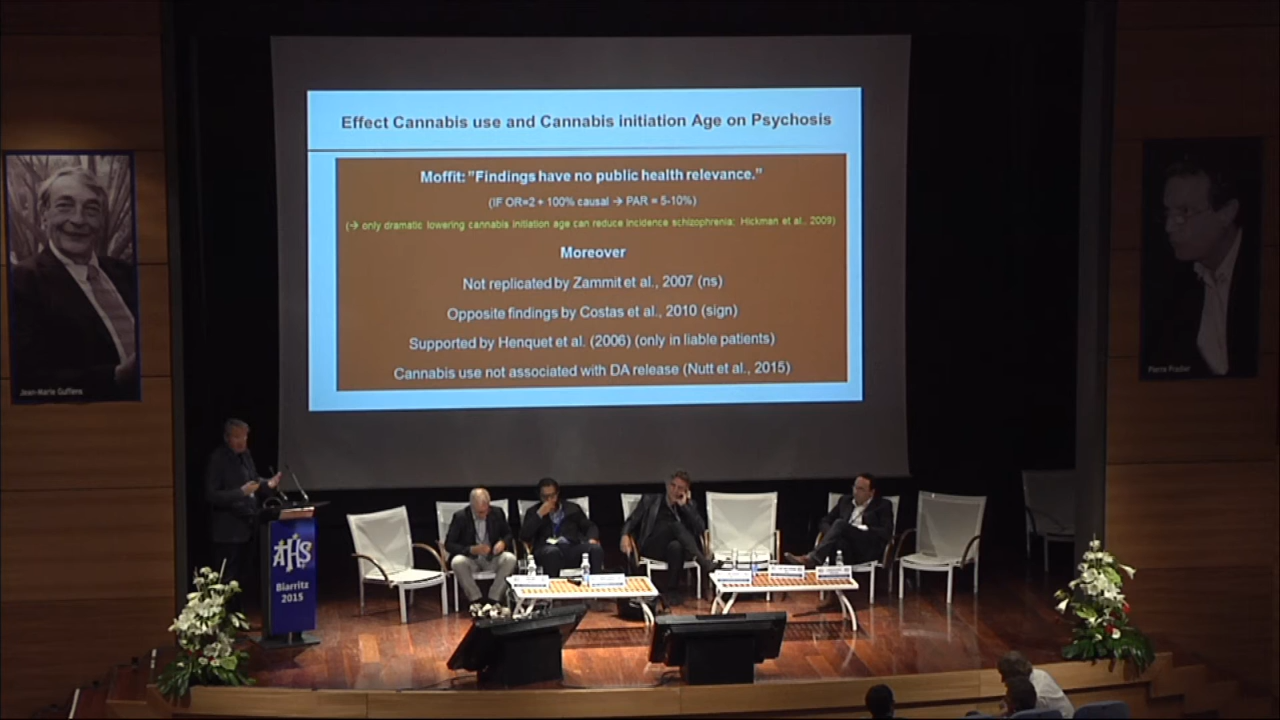 Effect Cannabis use and Cannabis initiation Age on Psychosis
Moffit: "Findings have no public health relevance."
(IF OR=2 + 100% causal → PAR = 5-10%)
(→ only dramatic lowering cannabis initiation age can reduce incidence schizophrenia: Hickman et al., 2009)
Moreover
Not replicated by Zammit et al., 2007 (ns)
Opposite findings by Costas et al., 2010 (sign)
Supported by Henquet et al. (2006) (only in liable patients)
Cannabis use not associated with DA release (Nutt et al., 2015)
Jean-Marie Guffens
Pierre
AHS
Biarritz
2015